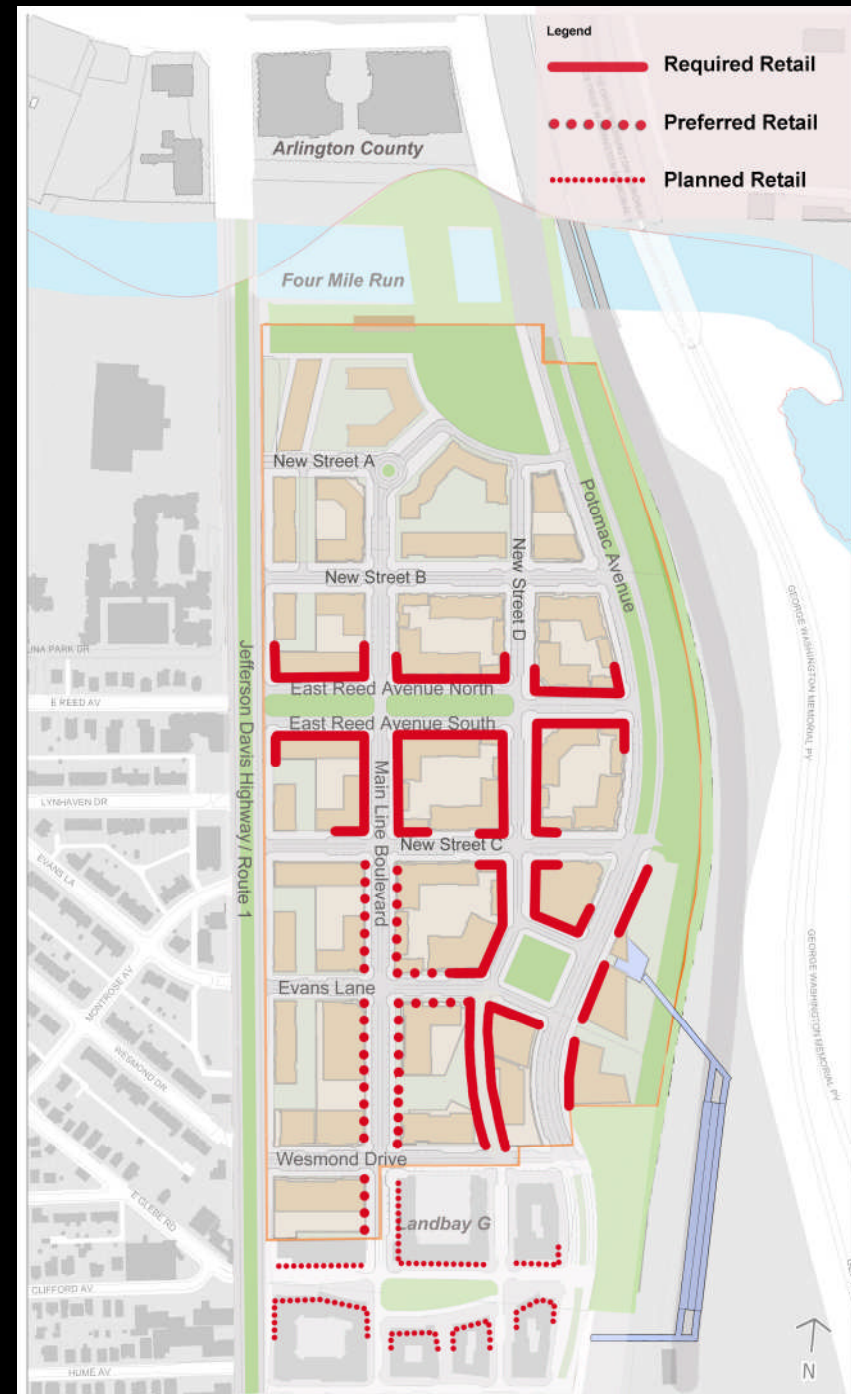 Legend
Required Retail
Preferred Retail
Planned Retail
Arlington County
Four Mile Run
New Street A
Potomac Avenue
New Street B
New Street D
GEORGE WASHINGTON MEMORIAL PY
UNA PARK DR
E REED AV
East Reed Avenue North
East Reed Avenue South
Jefferson Davis Highway / Route 1
Main Line Boulevard
LYNHAVEN DR
New Street C
EVANS LA
MONTROSE AV
GEORGE WASHINGTON MEMORIAL PY
Evans Lane
WESMOND DR
Wesmond Drive
E GLEBE RD
Landbay G
CLIFFORD AV
HUME AV
N